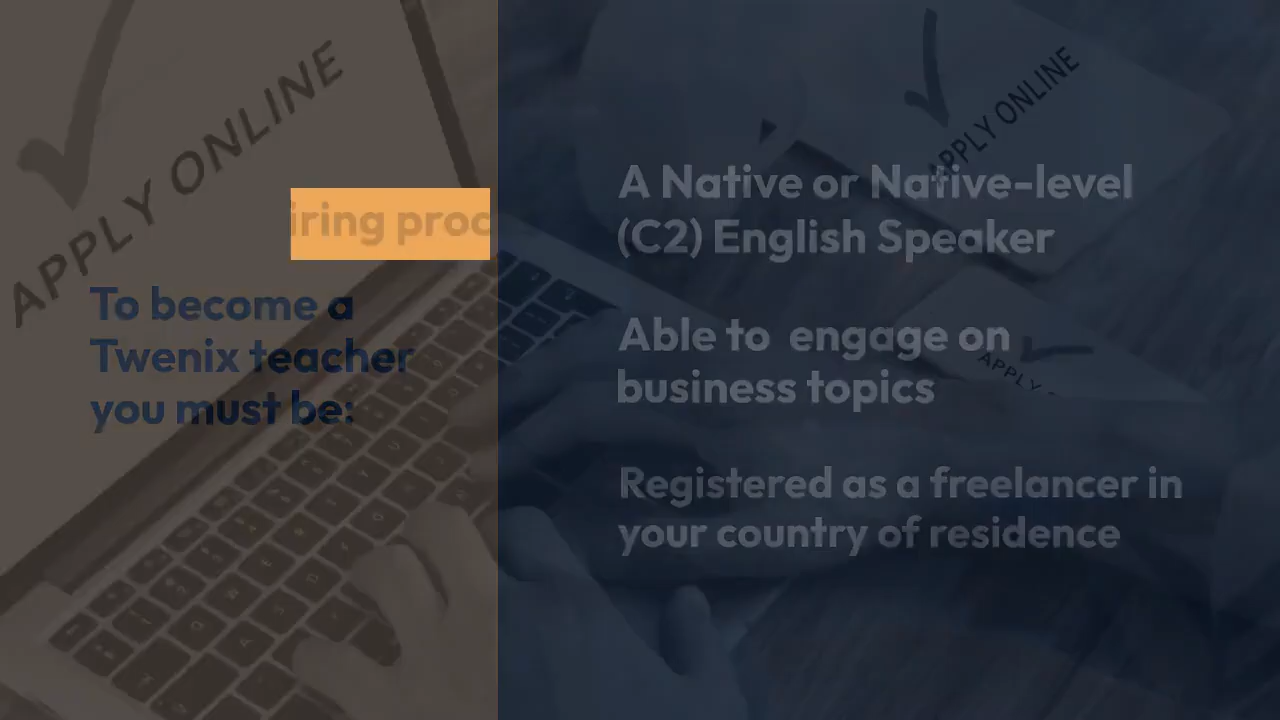 APPLY ONLINE
APPLY ONLINE
iring proc
To become a
Twenix teacher
you must be:
A Native or Native-level
(C2) English Speaker
Able to engage on
business topics
APPLY
Registered as a freelancer in
your country of residence